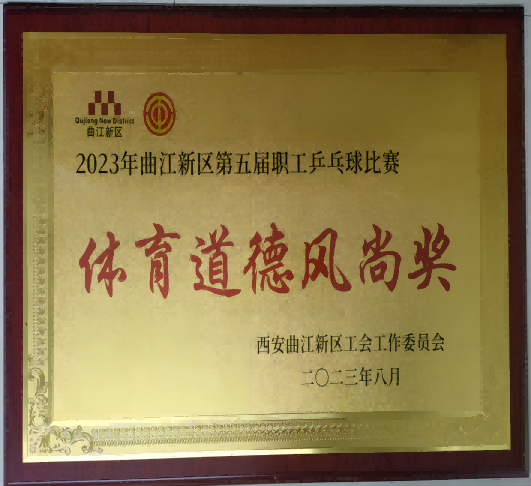 Qujiang New District
曲江新区
2023年曲江新区第五届职工乒乓球比赛
体育道德风尚奖
西安曲江新区工会工作委员会
二〇二三年八月